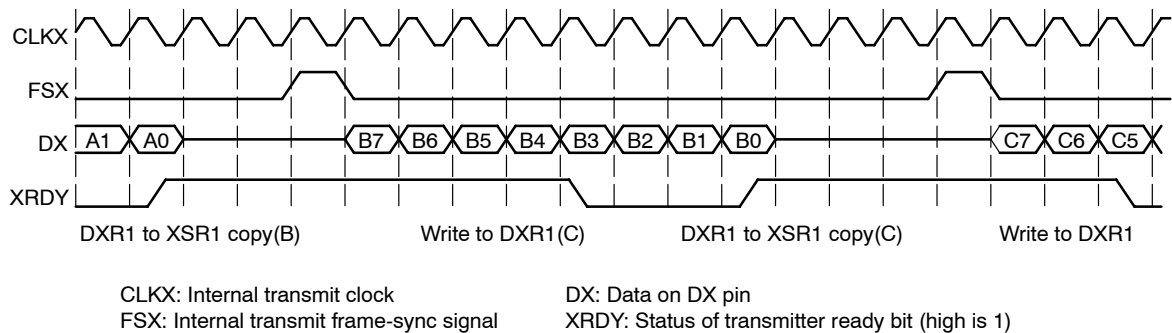 CLKX
FSX
DX A1 A0 B7 B6 B5 B4 B3 B2 B1 B0 C7 C6 C5
XRDY
DXR1 to XSR1 copy(B) Write to DXR1(C) DXR1 to XSR1 copy(C) Write to DXR1
CLKX: Internal transmit clock DX: Data on DX pin
FSX: Internal transmit frame-sync signal XRDY: Status of transmitter ready bit (high is 1)